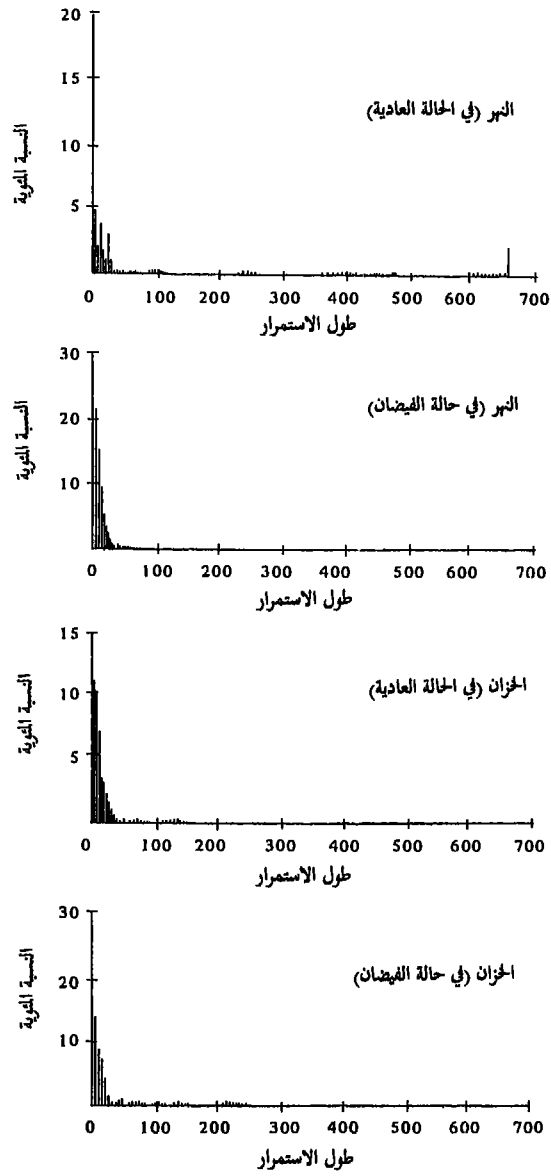 20
15
النهر (في الحالة العادية)
10
5
النسبة المئوية
0 100 200 300 400 500 600 700
طول الاستمرار
30
النهر (في حالة الفيضان)
20
10
النسبة المئوية
0 100 200 300 400 500 600 700
طول الاستمرار
15
الخزان (في الحالة العادية)
10
5
النسبة المئوية
0 100 200 300 400 500 600 700
طول الاستمرار
30
الخزان (في حالة الفيضان)
20
10
النسبة المئوية
0 100 200 300 400 500 600 700
طول الاستمرار